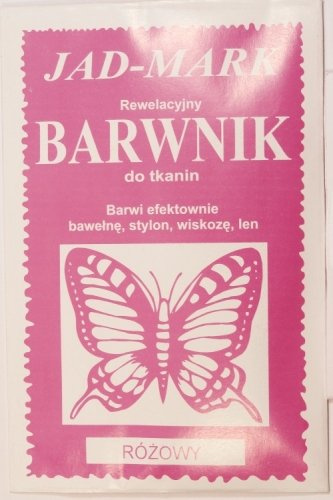 JAD-MARK
Rewelacyjny
BARWNIK
do tkanin
Barwi efektownie
bawełnę, stylon, wiskozę, len
RÓŻOWY